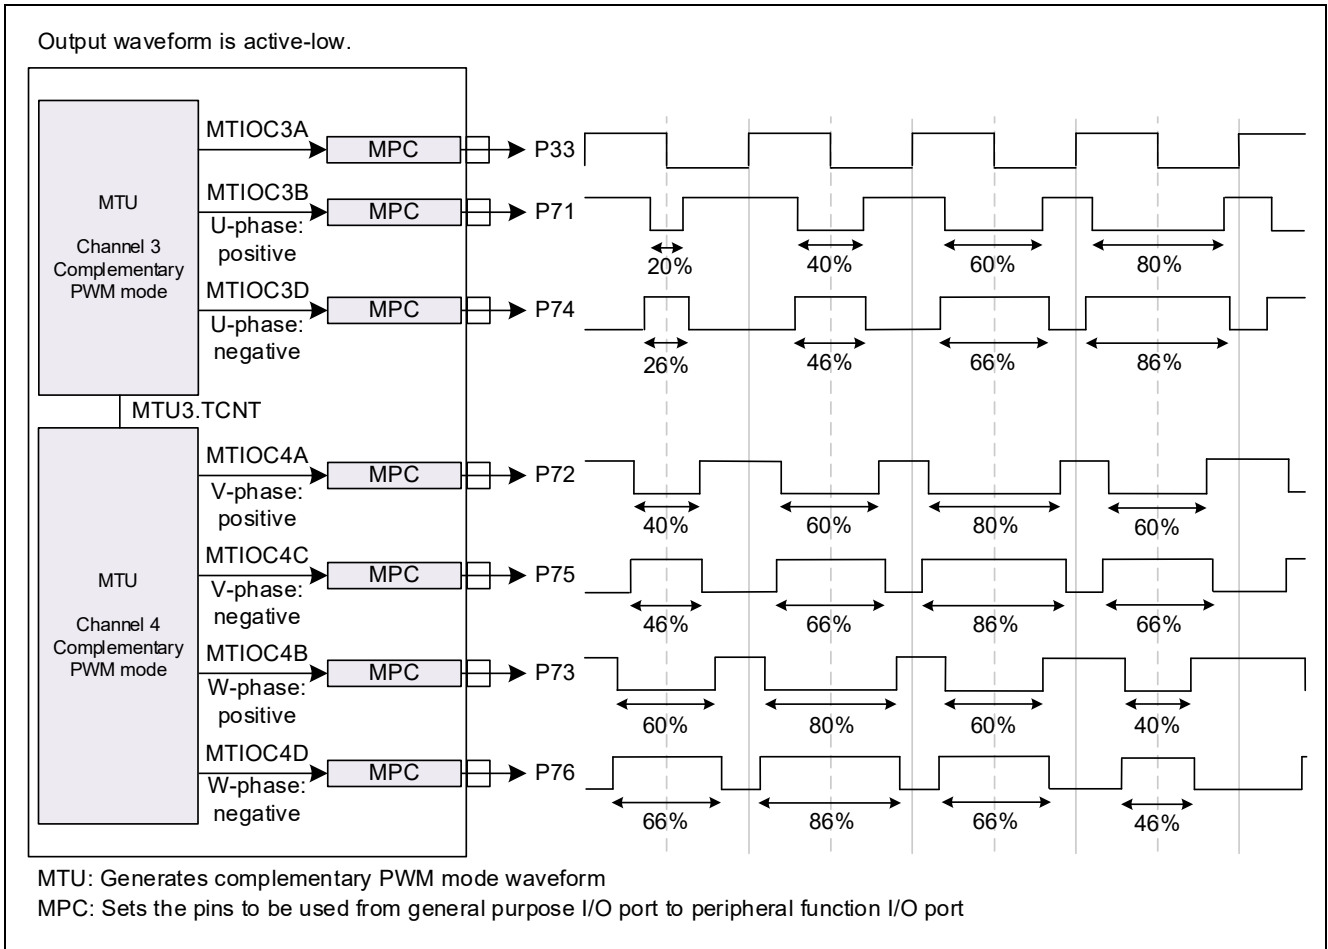 Output waveform is active-low.
MTU
Channel 3
Complementary
PWM mode
MTIOC3A
MPC
P33
MTIOC3B
U-phase:
positive
MPC
P71
20%
40%
60%
80%
MTIOC3D
U-phase:
negative
MPC
P74
26%
46%
66%
86%
MTU3.TCNT
MTU
Channel 4
Complementary
PWM mode
MTIOC4A
V-phase:
positive
MPC
P72
40%
60%
80%
60%
MTIOC4C
V-phase:
negative
MPC
P75
46%
66%
86%
66%
MTIOC4B
W-phase:
positive
MPC
P73
60%
80%
60%
40%
MTIOC4D
W-phase:
negative
MPC
P76
66%
86%
66%
46%
MTU: Generates complementary PWM mode waveform
MPC: Sets the pins to be used from general purpose I/O port to peripheral function I/O port